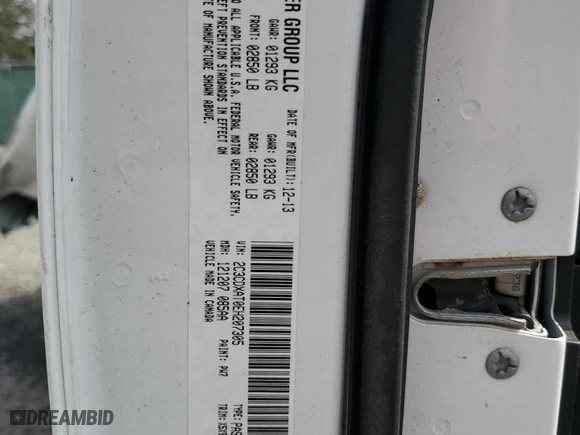 ER GROUP LLC
DATE OF MFR(BUILT): 12-13
GAWR: 01293 KG
FRONT: 02850 LB
GAWR: 01293 KG
REAR: 02850 LB
O ALL APPLICABLE U.S.A. FEDERAL MOTOR VEHICLE SAFETY,
EFT PREVENTION STANDARDS IN EFFECT ON
E OF MANUFACTURE SHOWN ABOVE.
VIN: 2C3CDXAT0EH207305
TYPE: PAS
MDH: 121207 005AA
PAINT: PW7
TRIM:
VEHICLE MADE IN CANADA
DREAMBID